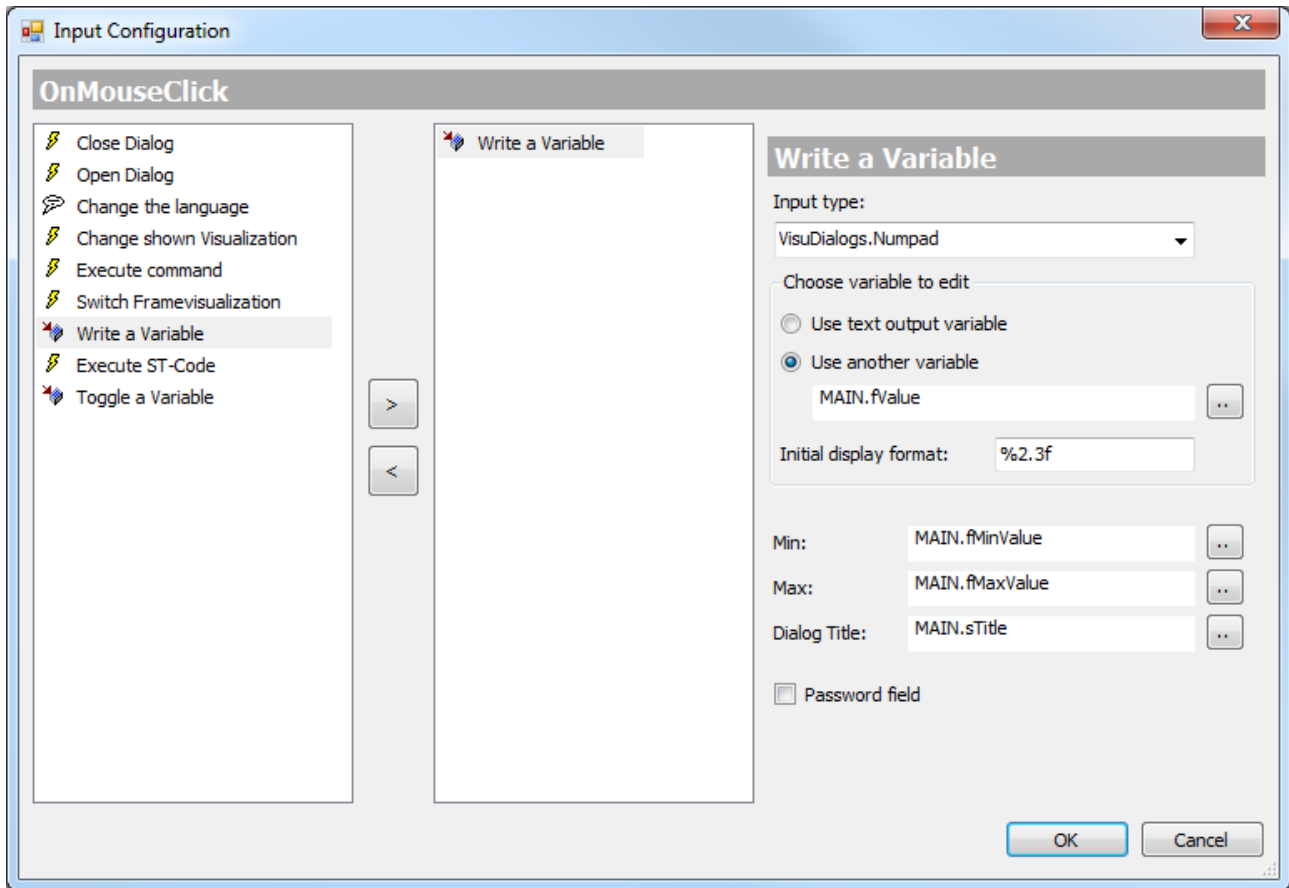 Input Configuration
OnMouseClick
Close Dialog
Open Dialog
Change the language
Change shown Visualization
Execute command
Switch Framevisualization
Write a Variable
Execute ST-Code
Toggle a Variable
>
<
Write a Variable
Write a Variable
Input type:
VisuDialogs.Numpad
Choose variable to edit
Use text output variable
Use another variable
MAIN.fValue
..
Initial display format: %2.3f
Min: MAIN.fMinValue ..
Max: MAIN.fMaxValue ..
Dialog Title: MAIN.sTitle ..
Password field
OK Cancel